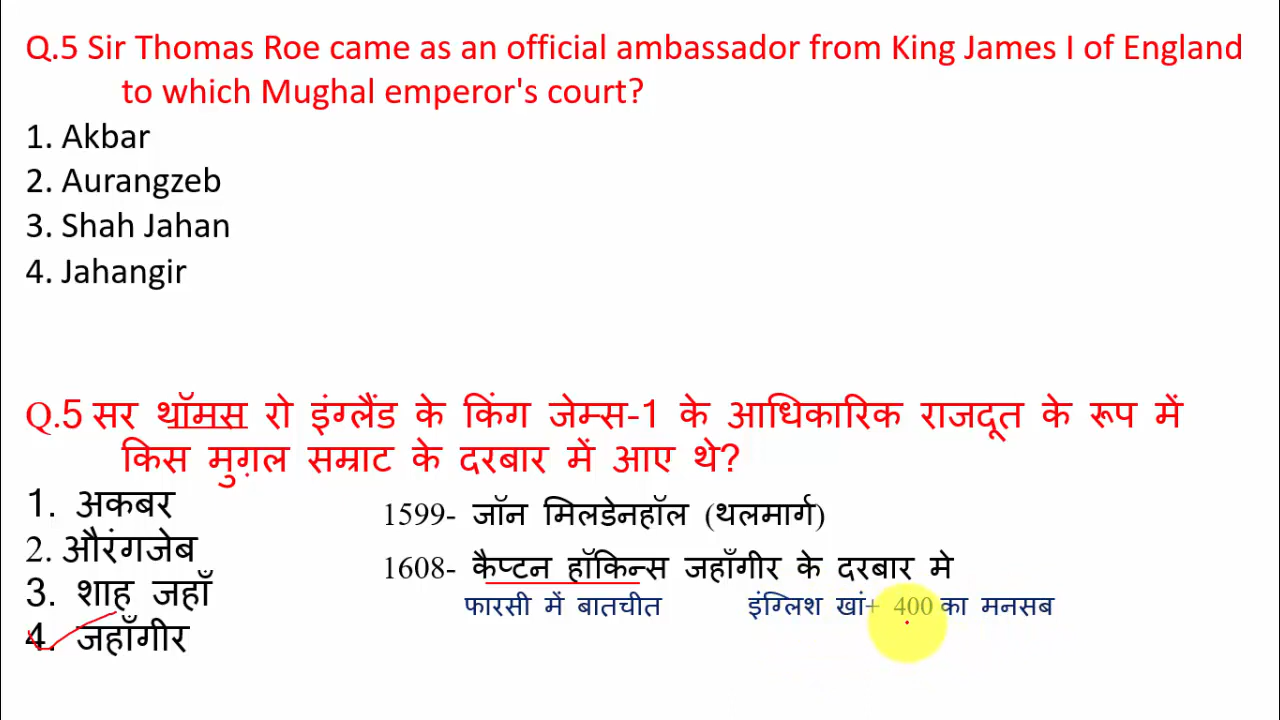 Q.5 Sir Thomas Roe came as an official ambassador from King James I of England
to which Mughal emperor's court?
1. Akbar
2. Aurangzeb
3. Shah Jahan
4. Jahangir
Q.5 सर थॉमस रो इंग्लैंड के किंग जेम्स-1 के आधिकारिक राजदूत के रूप में
किस मुग़ल सम्राट के दरबार में आए थे?
1. अकबर
2. औरंगजेब
3. शाह जहाँ
4. जहाँगीर
1599- जॉन मिलडेनहॉल (थलमार्ग)
1608- कैप्टन हॉकिन्स जहाँगीर के दरबार मे
फारसी में बातचीत इंग्लिश खां+ 400 का मनसब